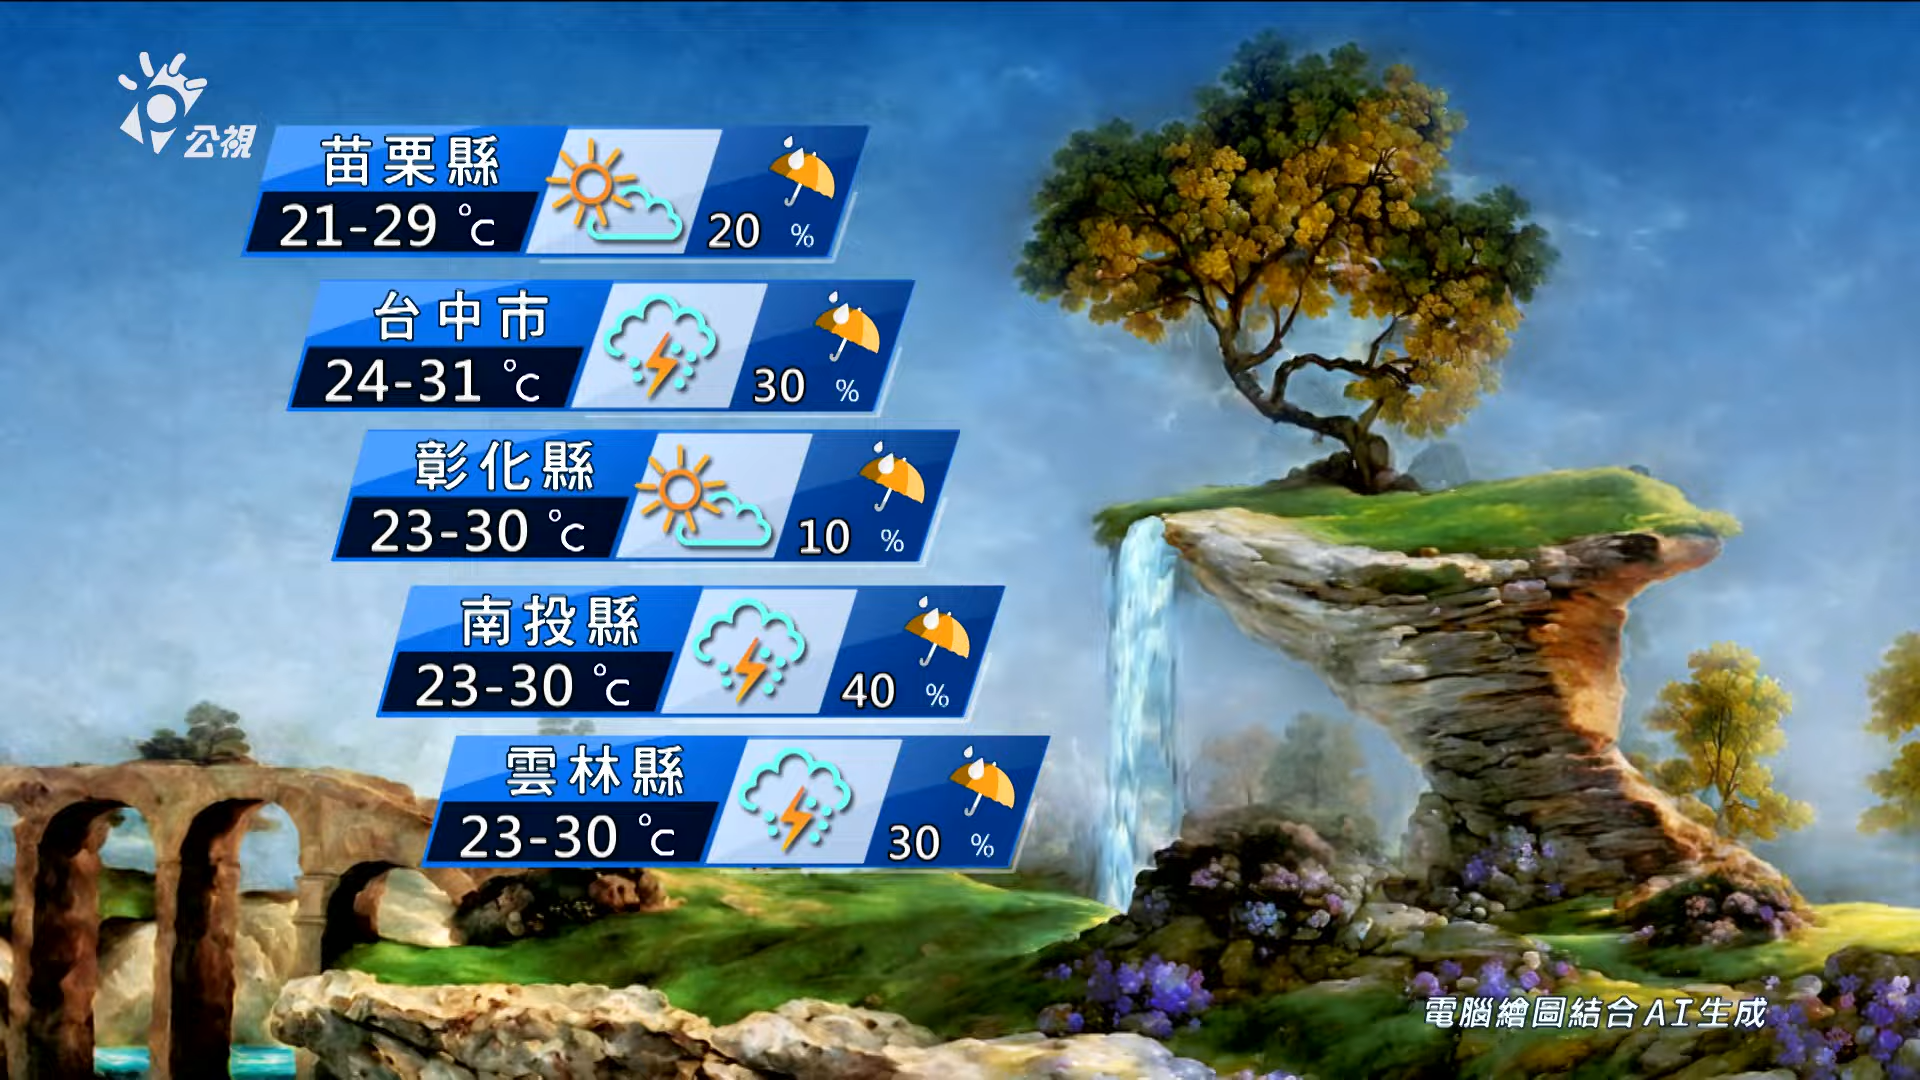 公視
苗栗縣
21-29 ℃
20 %
台中市
24-31 ℃
30 %
彰化縣
23-30 ℃
10 %
南投縣
23-30 ℃
40 %
雲林縣
23-30 ℃
30 %
電腦繪圖結合AI生成